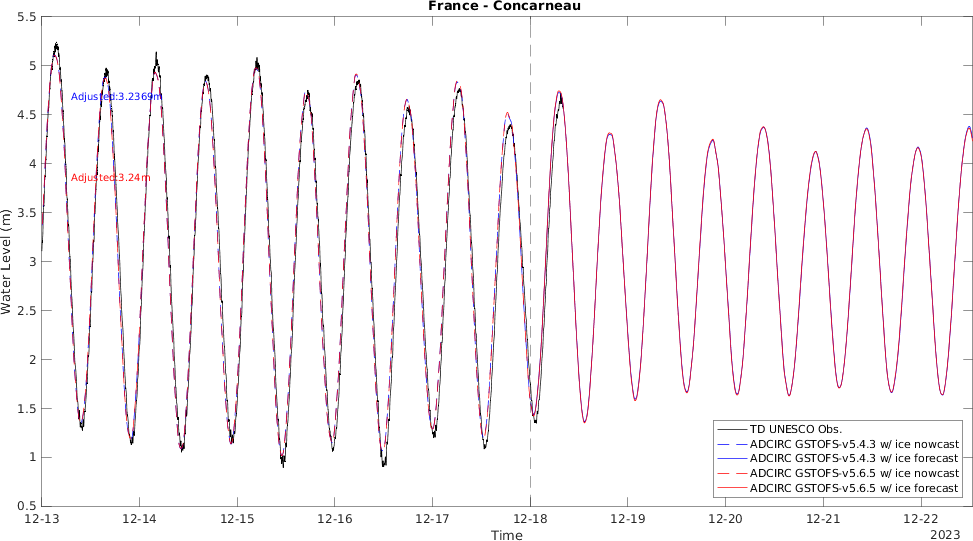 France - Concarneau
5.5
5
4.5
4
3.5
3
2.5
2
1.5
1
0.5
Water Level (m)
Adjusted:3.2369m
Adjusted:3.24m
TD UNESCO Obs.
ADCIRC GSTOFS-v5.4.3 w/ ice nowcast
ADCIRC GSTOFS-v5.4.3 w/ ice forecast
ADCIRC GSTOFS-v5.6.5 w/ ice nowcast
ADCIRC GSTOFS-v5.6.5 w/ ice forecast
12-13 12-14 12-15 12-16 12-17 12-18 12-19 12-20 12-21 12-22
Time
2023